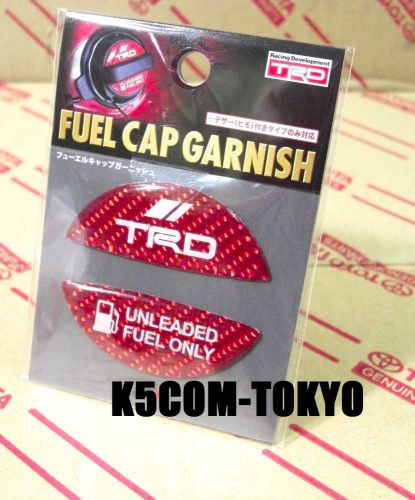 Racing Development
TRD
※テザー(ヒモ)付きタイプのみ対応
FUEL CAP GARNISH
フューエルキャップガーニッシュ
TRD
UNLEADED
FUEL ONLY
K5COM-TOKYO
TOYOTA
GENUINE